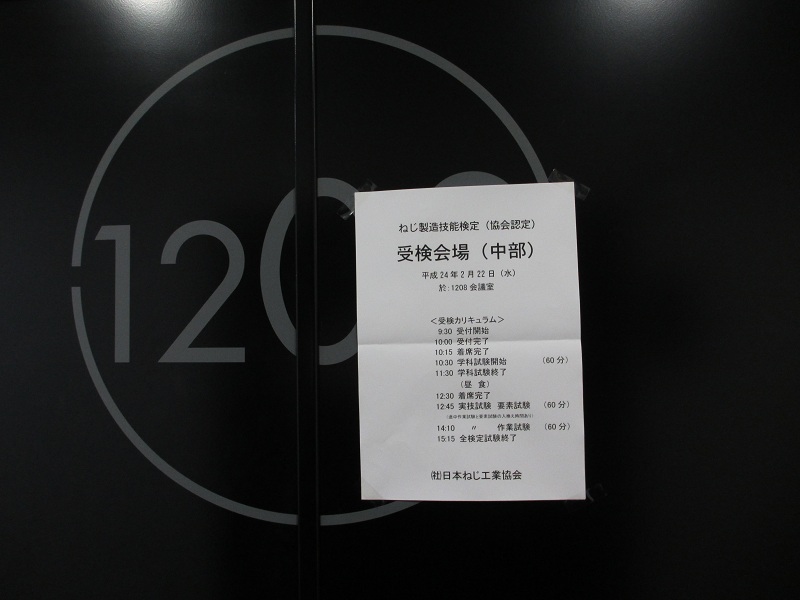 120
ねじ製造技能検定（協会認定）
受検会場（中部）
平成24年2月22日（水）
於：1208会議室
＜受検カリキュラム＞
9:30 受付開始
10:00 受付完了
10:15 着席完了
10:30 学科試験開始 （60分）
11:30 学科試験終了
（昼 食）
12:30 着席完了
12:45 実技試験 要素試験 （60分）
14:10 〃 作業試験 （60分）
15:15 全検定試験終了
㈳日本ねじ工業協会